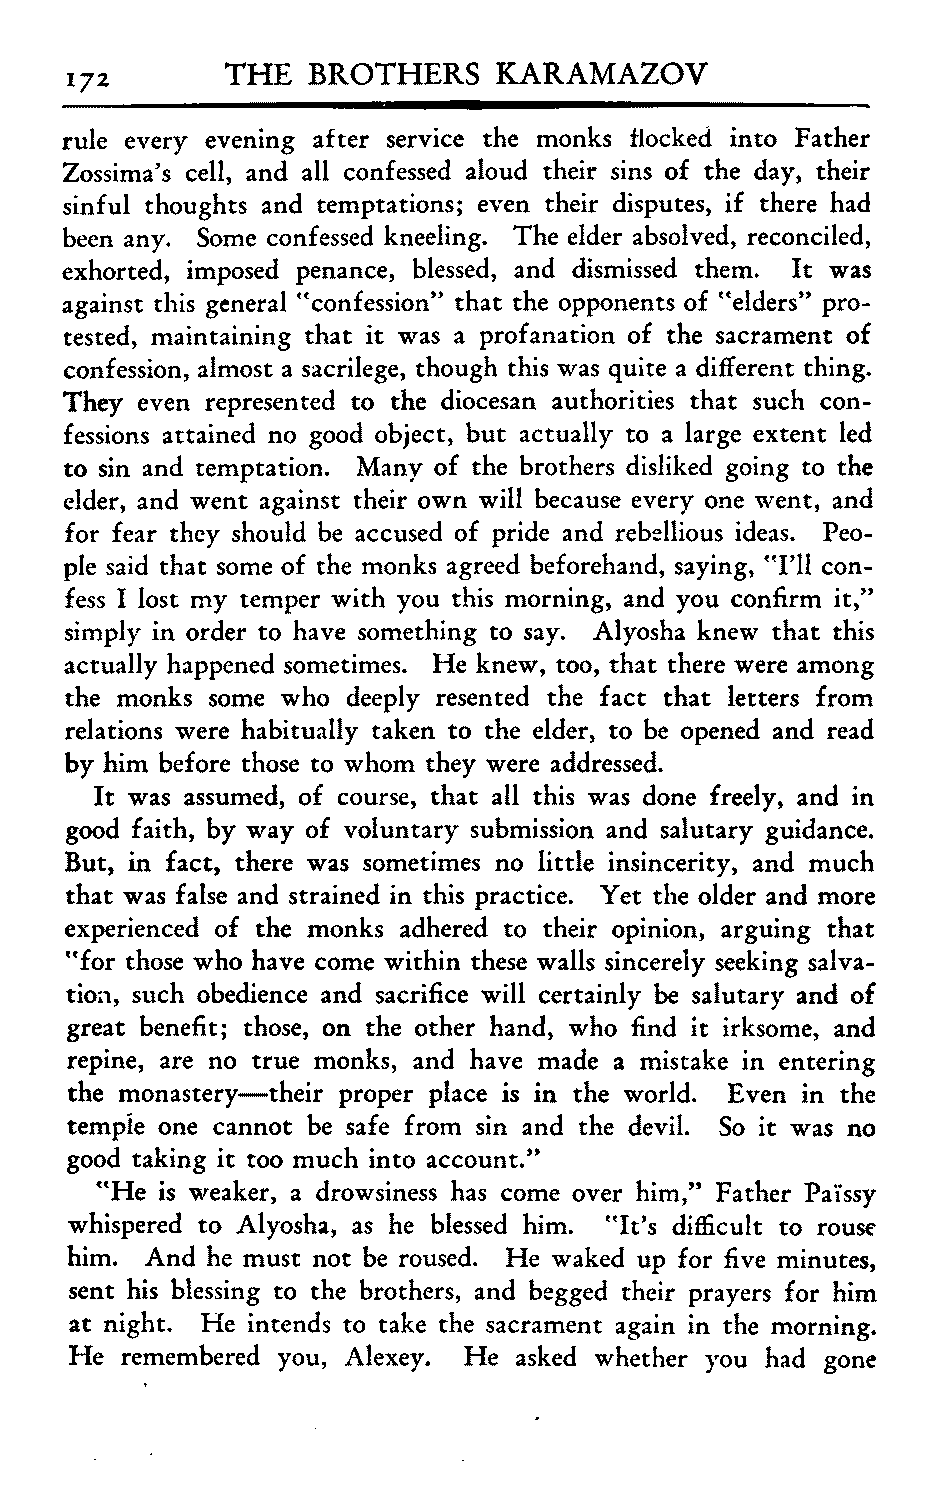 172 THE BROTHERS KARAMAZOV
rule every evening after service the monks flocked into Father
Zossima's cell, and all confessed aloud their sins of the day, their
sinful thoughts and temptations; even their disputes, if there had
been any. Some confessed kneeling. The elder absolved, reconciled,
exhorted, imposed penance, blessed, and dismissed them. It was
against this general "confession" that the opponents of "elders" pro-
tested, maintaining that it was a profanation of the sacrament of
confession, almost a sacrilege, though this was quite a different thing.
They even represented to the diocesan authorities that such con-
fessions attained no good object, but actually to a large extent led
to sin and temptation. Many of the brothers disliked going to the
elder, and went against their own will because every one went, and
for fear they should be accused of pride and rebellious ideas. Peo-
ple said that some of the monks agreed beforehand, saying, "I'll con-
fess I lost my temper with you this morning, and you confirm it,"
simply in order to have something to say. Alyosha knew that this
actually happened sometimes. He knew, too, that there were among
the monks some who deeply resented the fact that letters from
relations were habitually taken to the elder, to be opened and read
by him before those to whom they were addressed.
It was assumed, of course, that all this was done freely, and in
good faith, by way of voluntary submission and salutary guidance.
But, in fact, there was sometimes no little insincerity, and much
that was false and strained in this practice. Yet the older and more
experienced of the monks adhered to their opinion, arguing that
"for those who have come within these walls sincerely seeking salva-
tion, such obedience and sacrifice will certainly be salutary and of
great benefit; those, on the other hand, who find it irksome, and
repine, are no true monks, and have made a mistake in entering
the monastery—their proper place is in the world. Even in the
temple one cannot be safe from sin and the devil. So it was no
good taking it too much into account."
"He is weaker, a drowsiness has come over him," Father Païssy
whispered to Alyosha, as he blessed him. "It's difficult to rouse
him. And he must not be roused. He waked up for five minutes,
sent his blessing to the brothers, and begged their prayers for him
at night. He intends to take the sacrament again in the morning.
He remembered you, Alexey. He asked whether you had gone